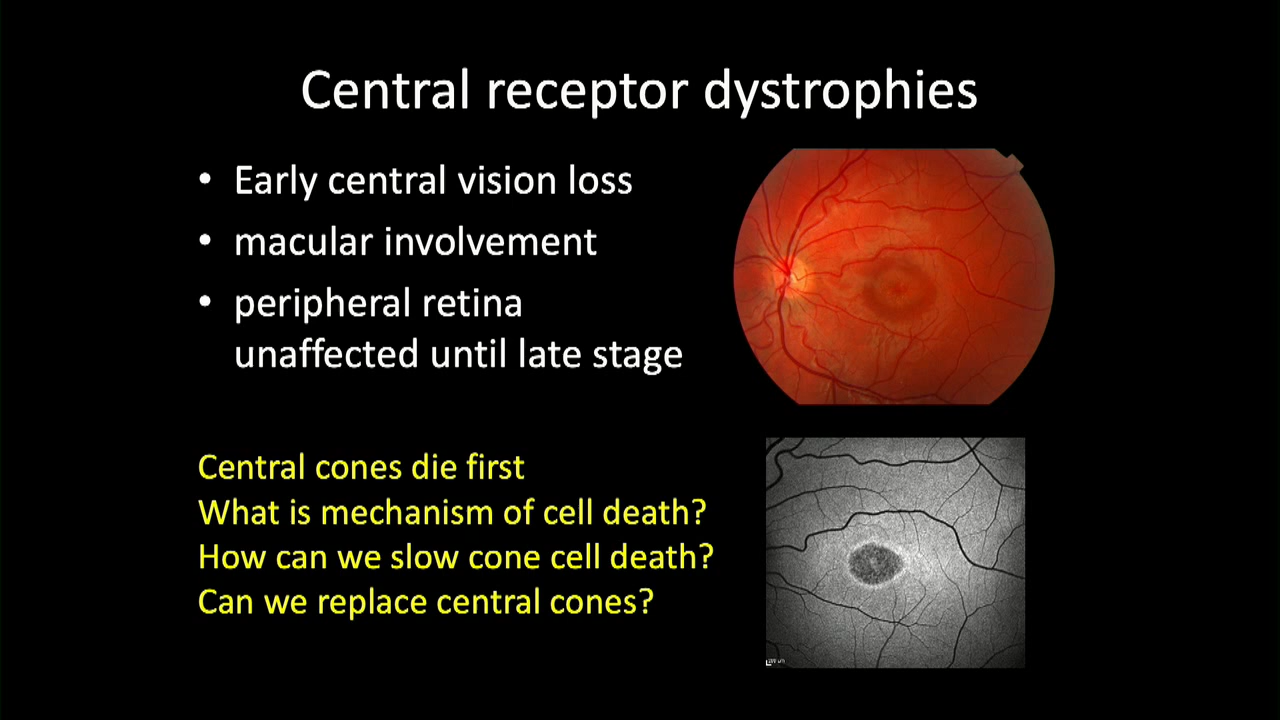 Central receptor dystrophies
• Early central vision loss
• macular involvement
• peripheral retina
unaffected until late stage
Central cones die first
What is mechanism of cell death?
How can we slow cone cell death?
Can we replace central cones?